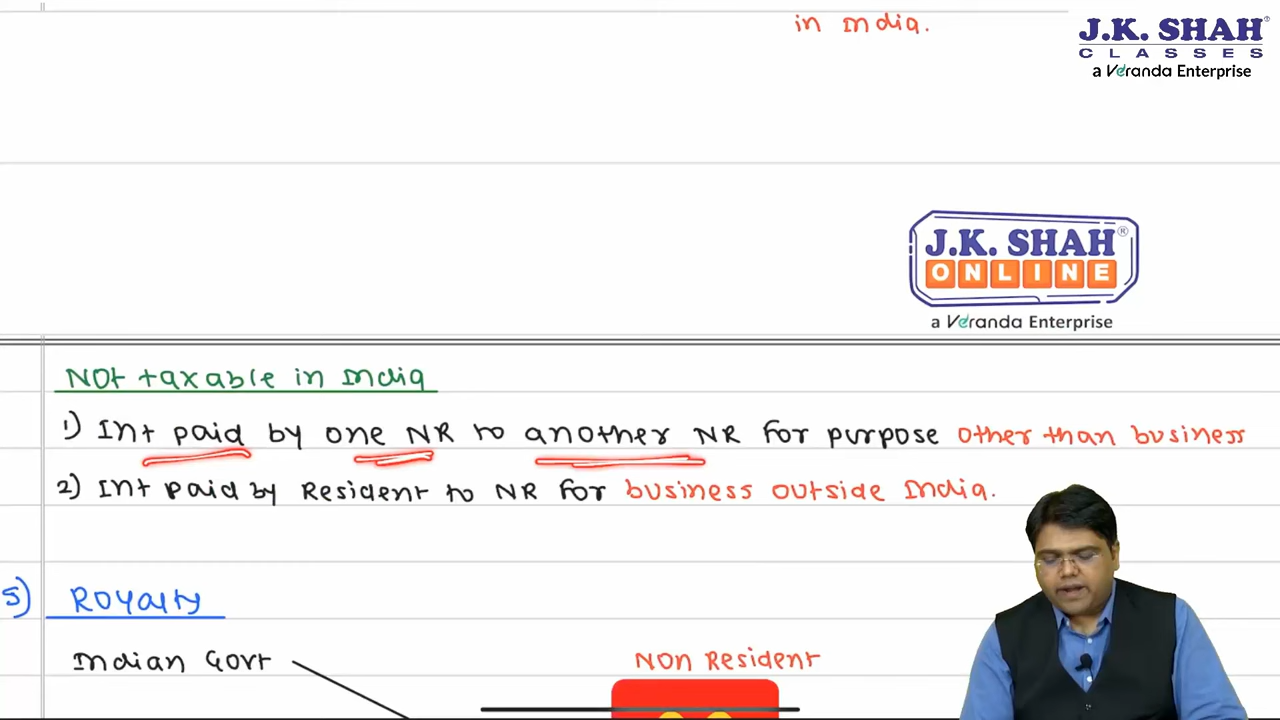 in India.
J.K. SHAH®
CLASSES
a Veranda Enterprise
J.K. SHAH®
ONLINE
a Veranda Enterprise
Not taxable in India
1) Int paid by one NR to another NR for purpose other than business
2) Int paid by Resident to NR for business outside India.
5) Royalty
Indian Govt
Non Resident